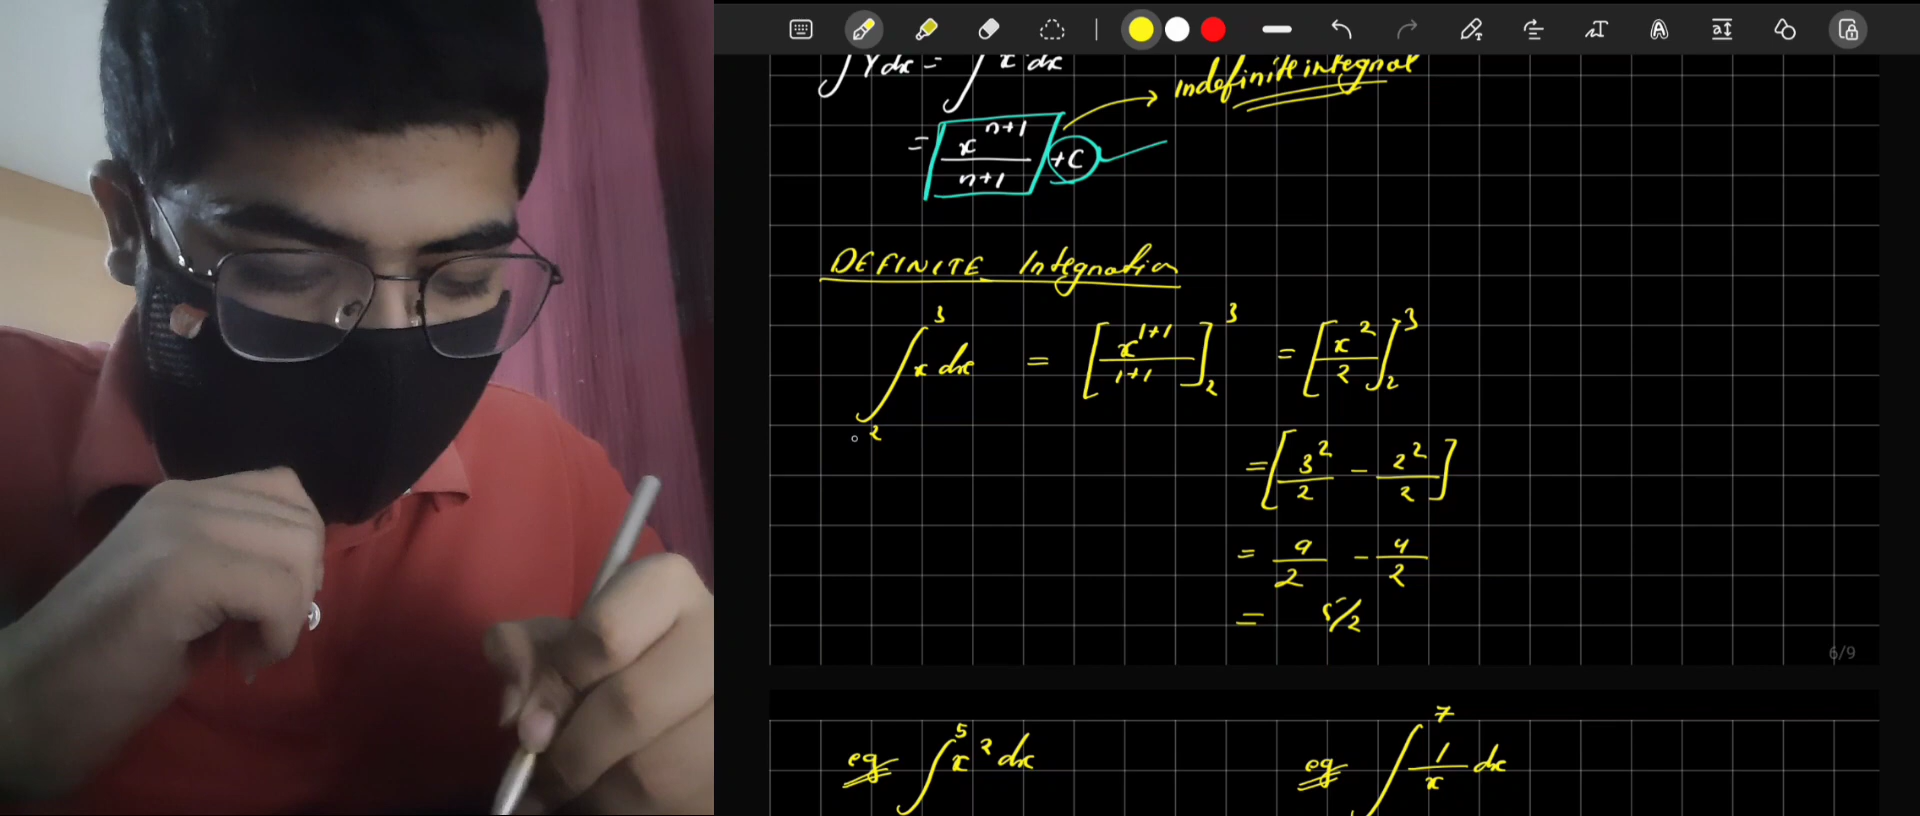 ∫ Y dx = ∫ x dx
indefinite integral
= x^(n+1)/(n+1) +C
DEFINITE Integration
∫₂³ x dx = [x^(1+1)/(1+1)]₂³ = [x²/2]₂³
= [3²/2 - 2²/2]
= 9/2 - 4/2
= 5/2
6/9
eg ∫⁵ x² dx eg ∫⁷ 1/x dx